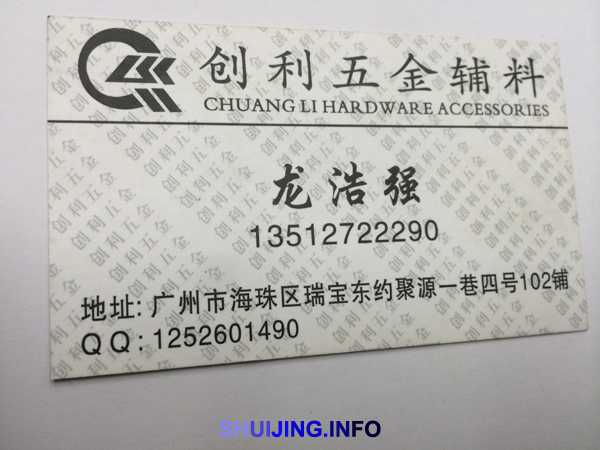 创利五金辅料
CHUANG LI HARDWARE ACCESSORIES
龙浩强
13512722290
地址:广州市海珠区瑞宝东约聚源一巷四号102铺
QQ:1252601490
SHUIJING.INFO